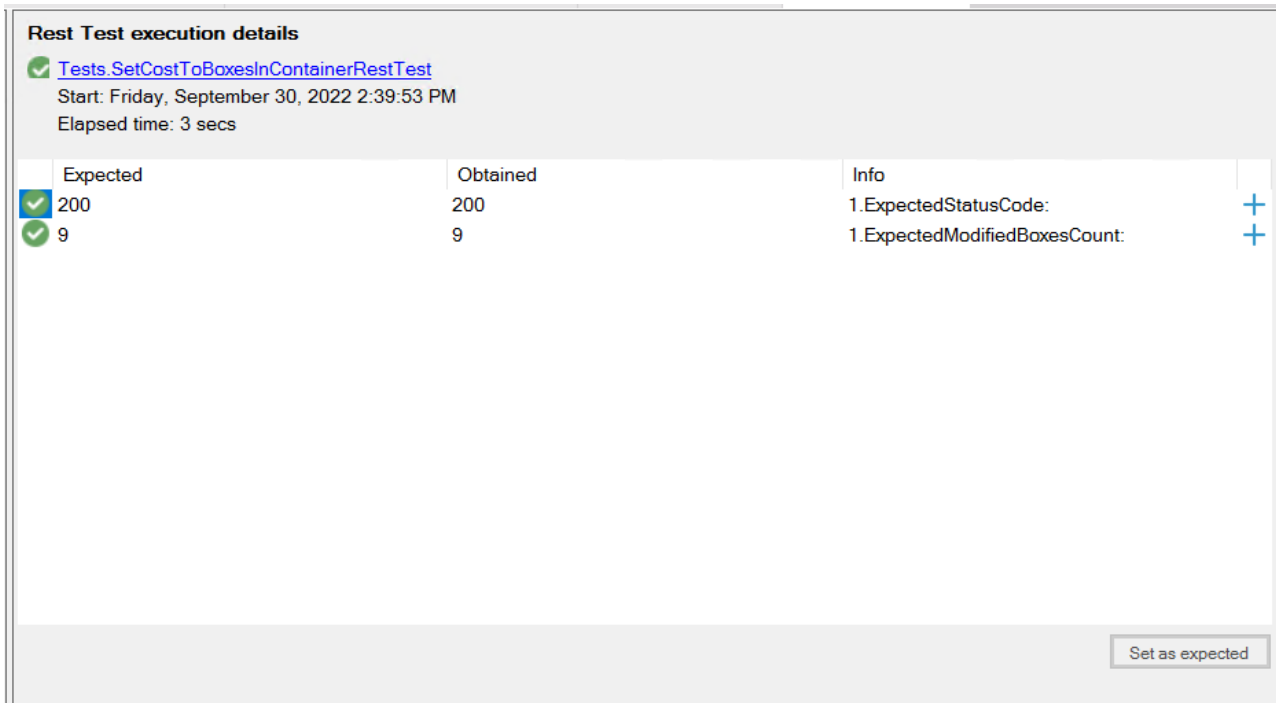 Rest Test execution details
Tests.SetCostToBoxesInContainerRestTest
Start: Friday, September 30, 2022 2:39:53 PM
Elapsed time: 3 secs
Expected Obtained Info
200 200 1.ExpectedStatusCode:
9 9 1.ExpectedModifiedBoxesCount:
Set as expected